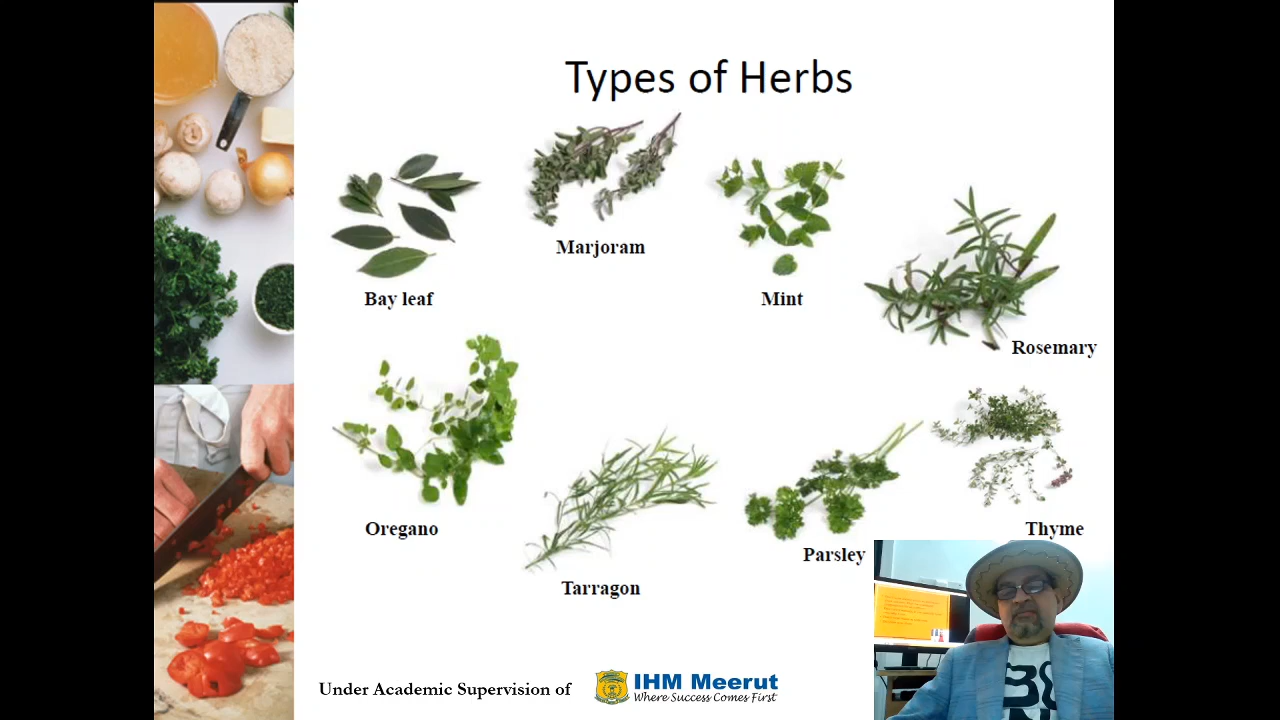 Types of Herbs
Marjoram
Bay leaf
Mint
Rosemary
Oregano
Thyme
Parsley
Tarragon
Under Academic Supervision of
IHM Meerut
Where Success Comes First